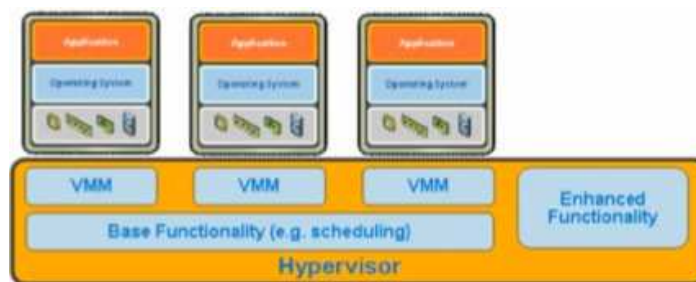 Application
Application
Application
Operating System
Operating System
Operating System
VMM
VMM
VMM
Enhanced
Functionality
Base Functionality (e.g. scheduling)
Hypervisor